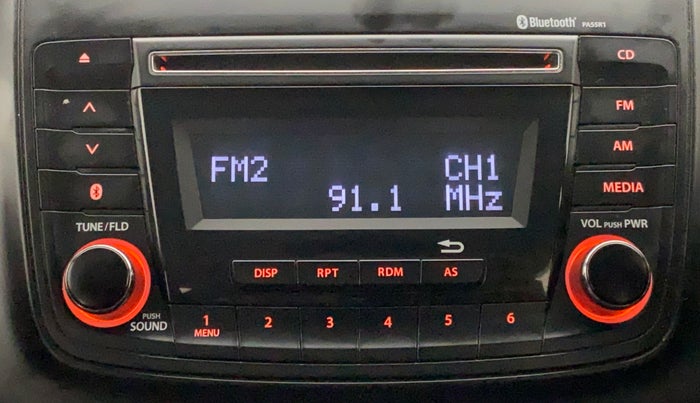 Bluetooth PA55R1
CD
FM
AM
MEDIA
FM2 CH1
91.1 MHz
TUNE/FLD
VOL PUSH PWR
DISP RPT RDM AS
PUSH
SOUND
1 2 3 4 5 6
MENU